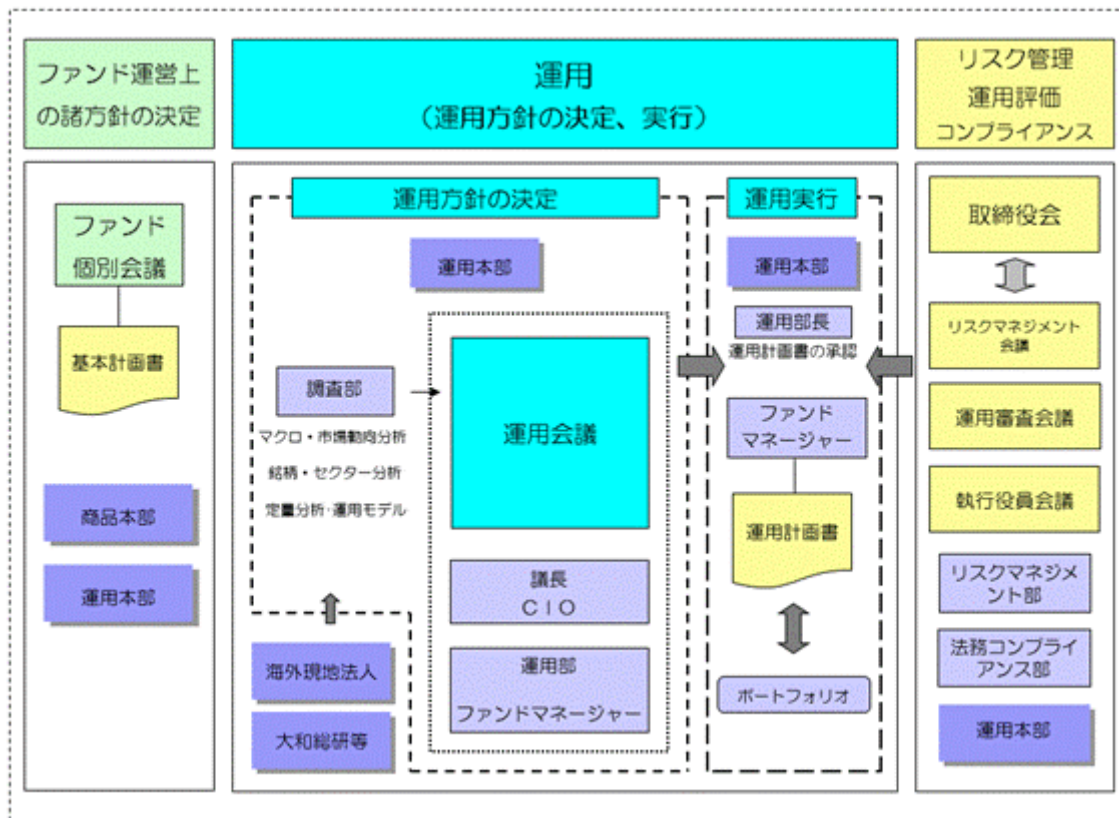 ファンド運営上
の諸方針の決定
運用
（運用方針の決定、実行）
リスク管理
運用評価
コンプライアンス
ファンド
個別会議
基本計画書
商品本部
運用本部
運用方針の決定
運用本部
調査部
マクロ・市場動向分析
銘柄・セクター分析
定量分析・運用モデル
海外現地法人
大和総研等
運用会議
議長
ＣＩＯ
運用部
ファンドマネージャー
運用実行
運用本部
運用部長
運用計画書の承認
ファンド
マネージャー
運用計画書
ポートフォリオ
取締役会
リスクマネジメント
会議
運用審査会議
執行役員会議
リスクマネジメ
ント部
法務コンプライ
アンス部
運用本部